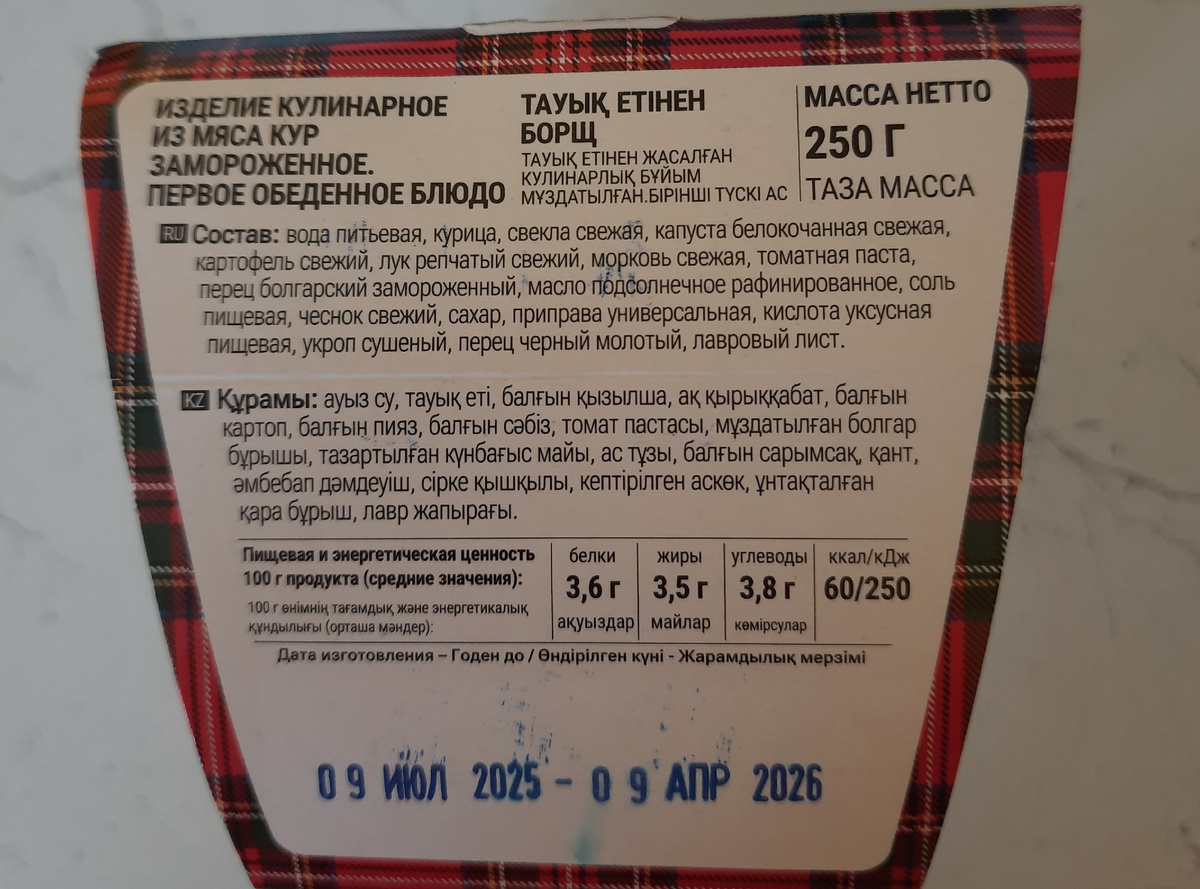 ИЗДЕЛИЕ КУЛИНАРНОЕ
ИЗ МЯСА КУР
ЗАМОРОЖЕННОЕ.
ПЕРВОЕ ОБЕДЕННОЕ БЛЮДО
ТАУЫҚ ЕТІНЕН
БОРЩ
ТАУЫҚ ЕТІНЕН ЖАСАЛҒАН
КУЛИНАРЛЫҚ БҰЙЫМ
МҰЗДАТЫЛҒАН.БІРІНШІ ТҮСКІ АС
МАССА НЕТТО
250 Г
ТАЗА МАССА
RU Состав: вода питьевая, курица, свекла свежая, капуста белокочанная свежая,
картофель свежий, лук репчатый свежий, морковь свежая, томатная паста,
перец болгарский замороженный, масло подсолнечное рафинированное, соль
пищевая, чеснок свежий, сахар, приправа универсальная, кислота уксусная
пищевая, укроп сушеный, перец черный молотый, лавровый лист.
KZ Құрамы: ауыз су, тауық еті, балғын қызылша, ақ қырыққабат, балғын
картоп, балғын пияз, балғын сәбіз, томат пастасы, мұздатылған болгар
бұрышы, тазартылған күнбағыс майы, ас тұзы, балғын сарымсақ, қант,
әмбебап дәмдеуіш, сірке қышқылы, кептірілген аскөк, ұнтақталған
қара бұрыш, лавр жапырағы.
Пищевая и энергетическая ценность
100 г продукта (средние значения):
100 г өнімнің тағамдық және энергетикалық
құндылығы (орташа мәндер):
белки
3,6 г
ақуыздар
жиры
3,5 г
майлар
углеводы
3,8 г
көмірсулар
ккал/кДж
60/250
Дата изготовления – Годен до / Өндірілген күні - Жарамдылық мерзімі
09 ИЮЛ 2025 - 09 АПР 2026